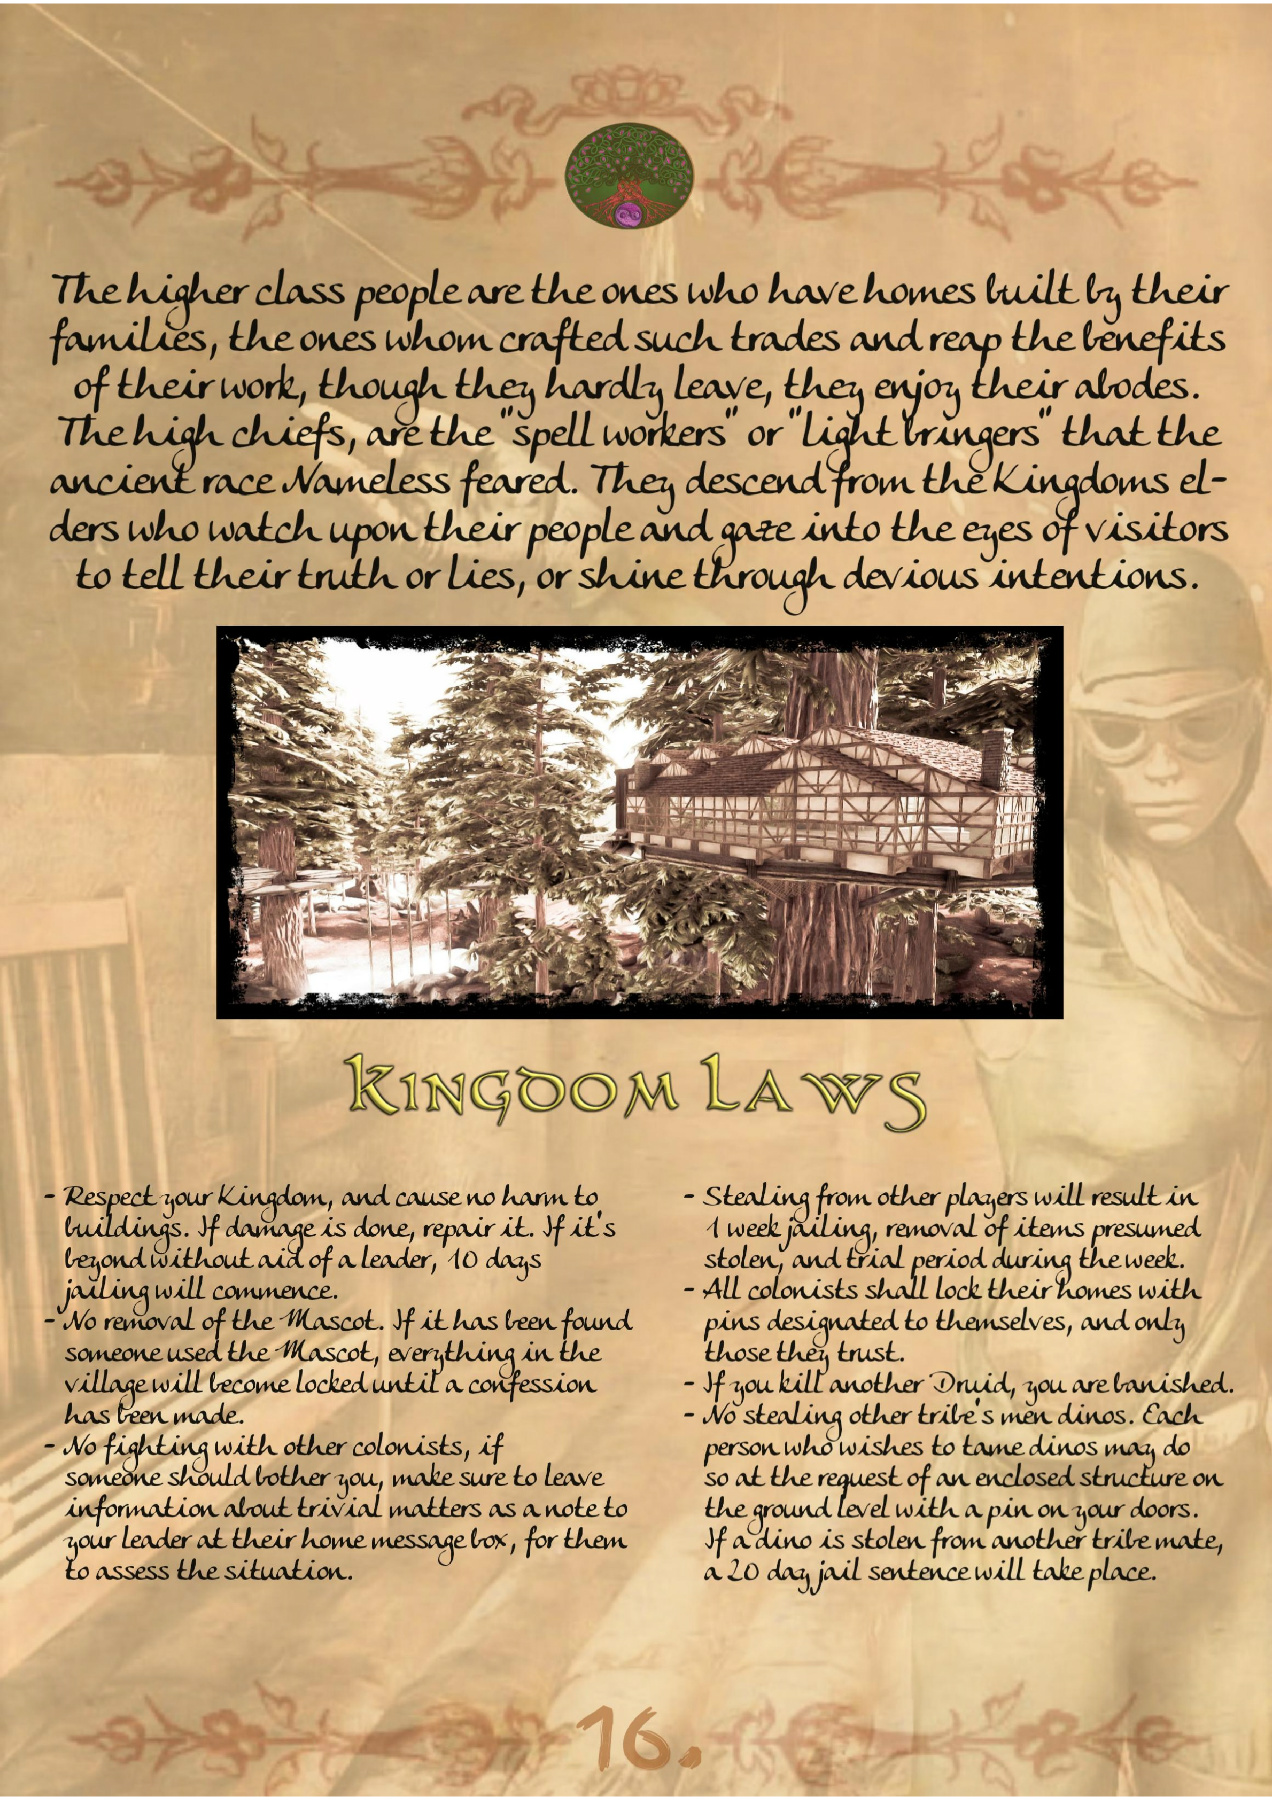 The higher class people are the ones who have homes built by their
families, the ones whom crafted such trades and reap the benefits
of their work, though they hardly leave, they enjoy their abodes.
The high chiefs, are the "spell workers" or "light bringers" that the
ancient race Nameless feared. They descend from the Kingdoms el-
ders who watch upon their people and gaze into the eyes of visitors
to tell their truth or lies, or shine through devious intentions.
Kingdom Laws
- Respect your Kingdom, and cause no harm to
buildings. If damage is done, repair it. If it's
beyond without aid of a leader, 10 days
jailing will commence.
- No removal of the Mascot. If it has been found
someone used the Mascot, everything in the
village will become locked until a confession
has been made.
- No fighting with other colonists, if
someone should bother you, make sure to leave
information about trivial matters as a note to
your leader at their home message box, for them
to assess the situation.
- Stealing from other players will result in
1 week jailing, removal of items presumed
stolen, and trial period during the week.
- All colonists shall lock their homes with
pins designated to themselves, and only
those they trust.
- If you kill another Druid, you are banished.
- No stealing other tribe's men dinos. Each
person who wishes to tame dinos may do
so at the request of an enclosed structure on
the ground level with a pin on your doors.
If a dino is stolen from another tribe mate,
a 20 day jail sentence will take place.
16.